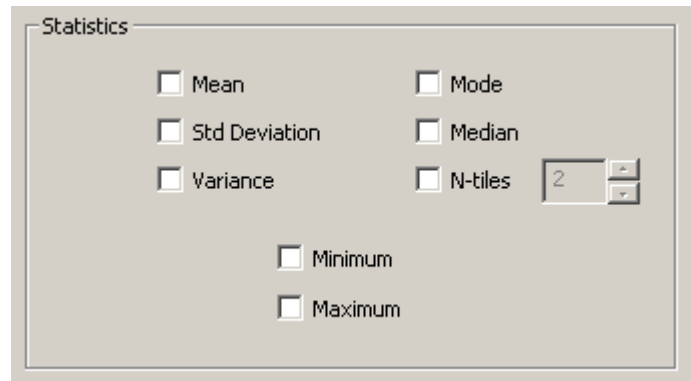 Statistics
Mean Mode
Std Deviation Median
Variance N-tiles 2
Minimum
Maximum